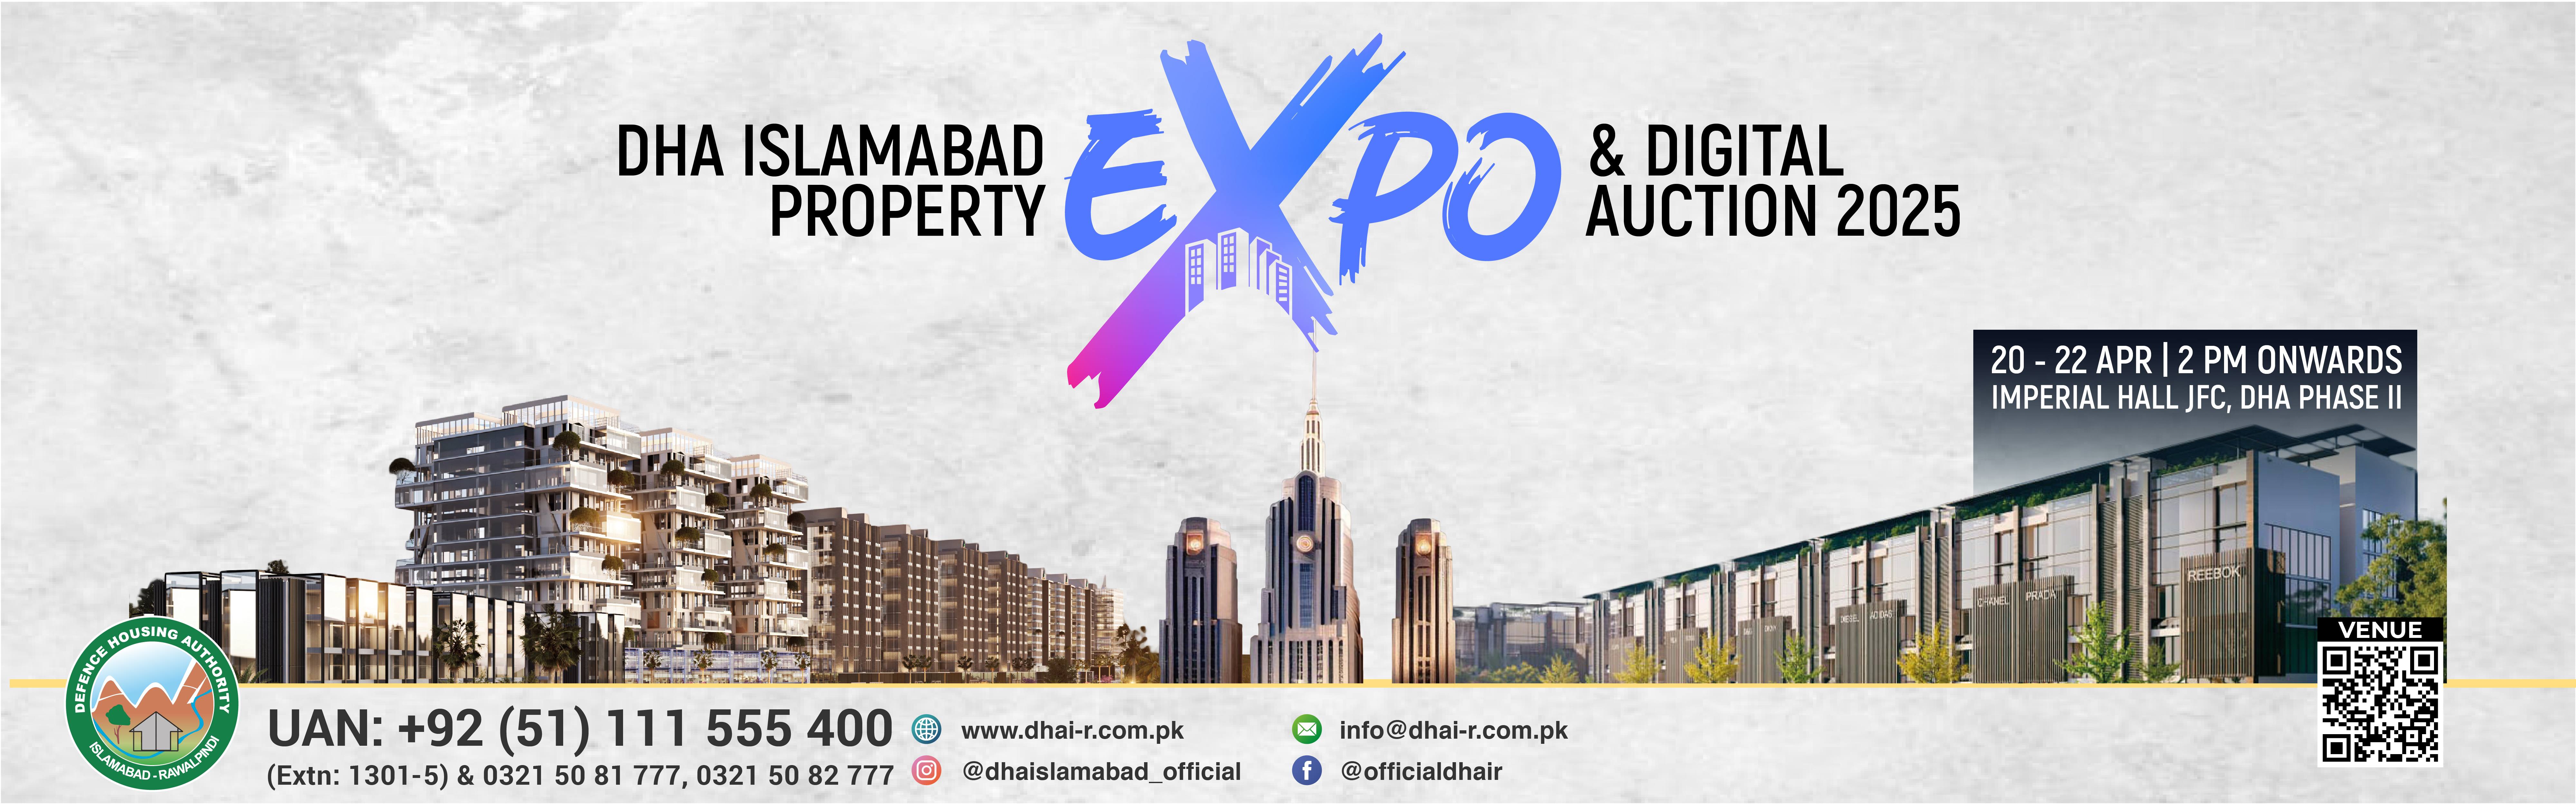 DHA ISLAMABAD
PROPERTY
EXPO
& DIGITAL
AUCTION 2025
20 - 22 APR | 2 PM ONWARDS
IMPERIAL HALL JFC, DHA PHASE II
REEBOK
CHANEL PRADA
DIESEL ADIDAS
VENUE
DEFENCE HOUSING AUTHORITY
ISLAMABAD - RAWALPINDI
UAN: +92 (51) 111 555 400
(Extn: 1301-5) & 0321 50 81 777, 0321 50 82 777
www.dhai-r.com.pk
@dhaislamabad_official
info@dhai-r.com.pk
@officialdhair